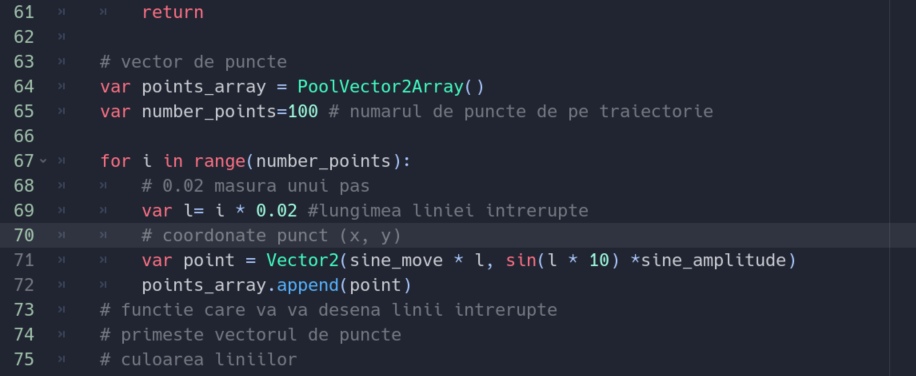 61 return
62
63 # vector de puncte
64 var points_array = PoolVector2Array()
65 var number_points=100 # numarul de puncte de pe traiectorie
66
67 for i in range(number_points):
68 # 0.02 masura unui pas
69 var l= i * 0.02 #lungimea liniei intrerupte
70 # coordonate punct (x, y)
71 var point = Vector2(sine_move * l, sin(l * 10) *sine_amplitude)
72 points_array.append(point)
73 # functie care va va desena linii intrerupte
74 # primeste vectorul de puncte
75 # culoarea liniilor